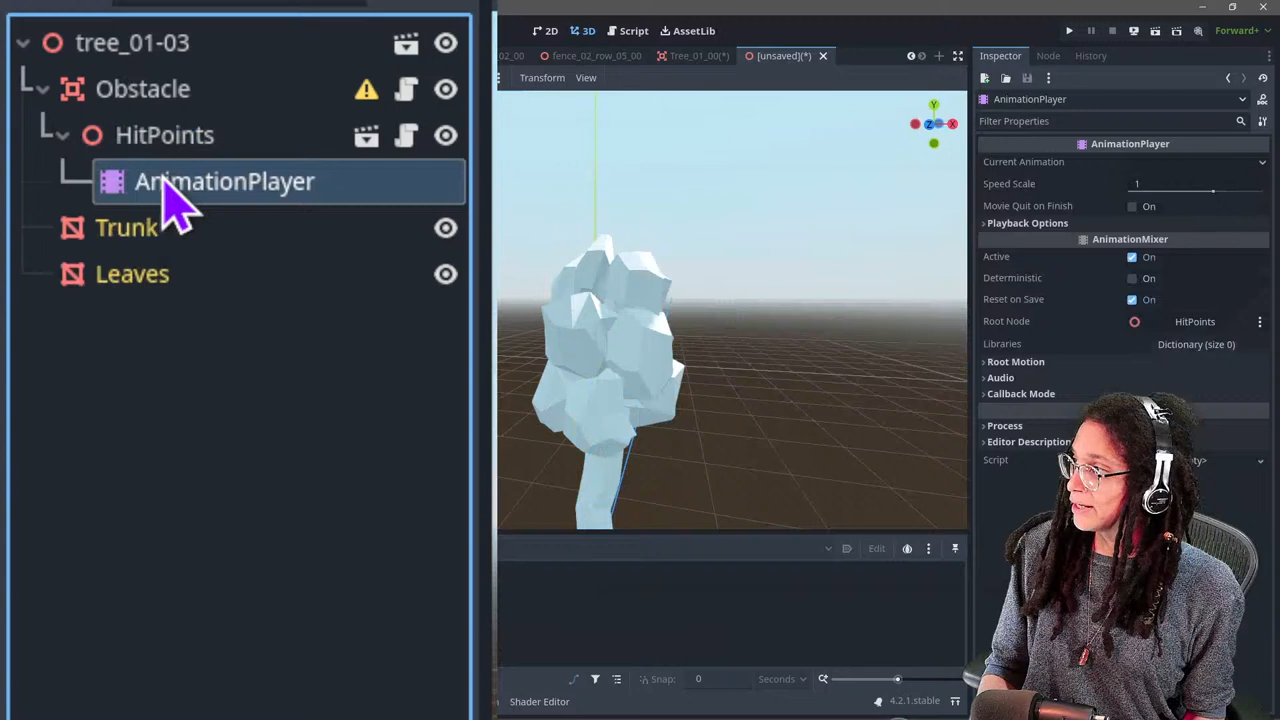 tree_01-03
Obstacle
HitPoints
AnimationPlayer
Trunk
Leaves
2D 3D Script AssetLib
Forward+
02_00 fence_02_row_05_00 Tree_01_00(*) [unsaved](*)
Transform View
Y
Z X
Inspector Node History
AnimationPlayer
Filter Properties
AnimationPlayer
Current Animation
Speed Scale 1
Movie Quit on Finish On
Playback Options
AnimationMixer
Active On
Deterministic On
Reset on Save On
Root Node HitPoints
Libraries Dictionary (size 0)
Root Motion
Audio
Callback Mode
Process
Editor Description
Script
Edit
Snap: 0 Seconds
Shader Editor 4.2.1.stable